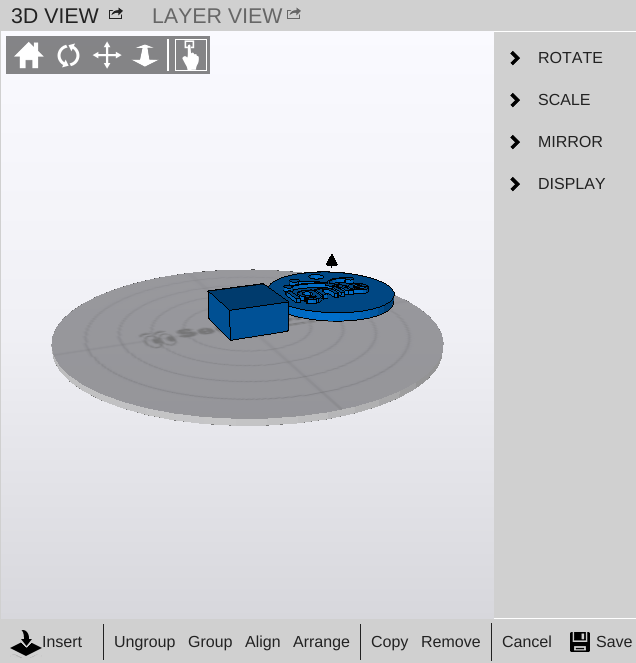 3D VIEW LAYER VIEW
ROTATE
SCALE
MIRROR
DISPLAY
Insert Ungroup Group Align Arrange Copy Remove Cancel Save